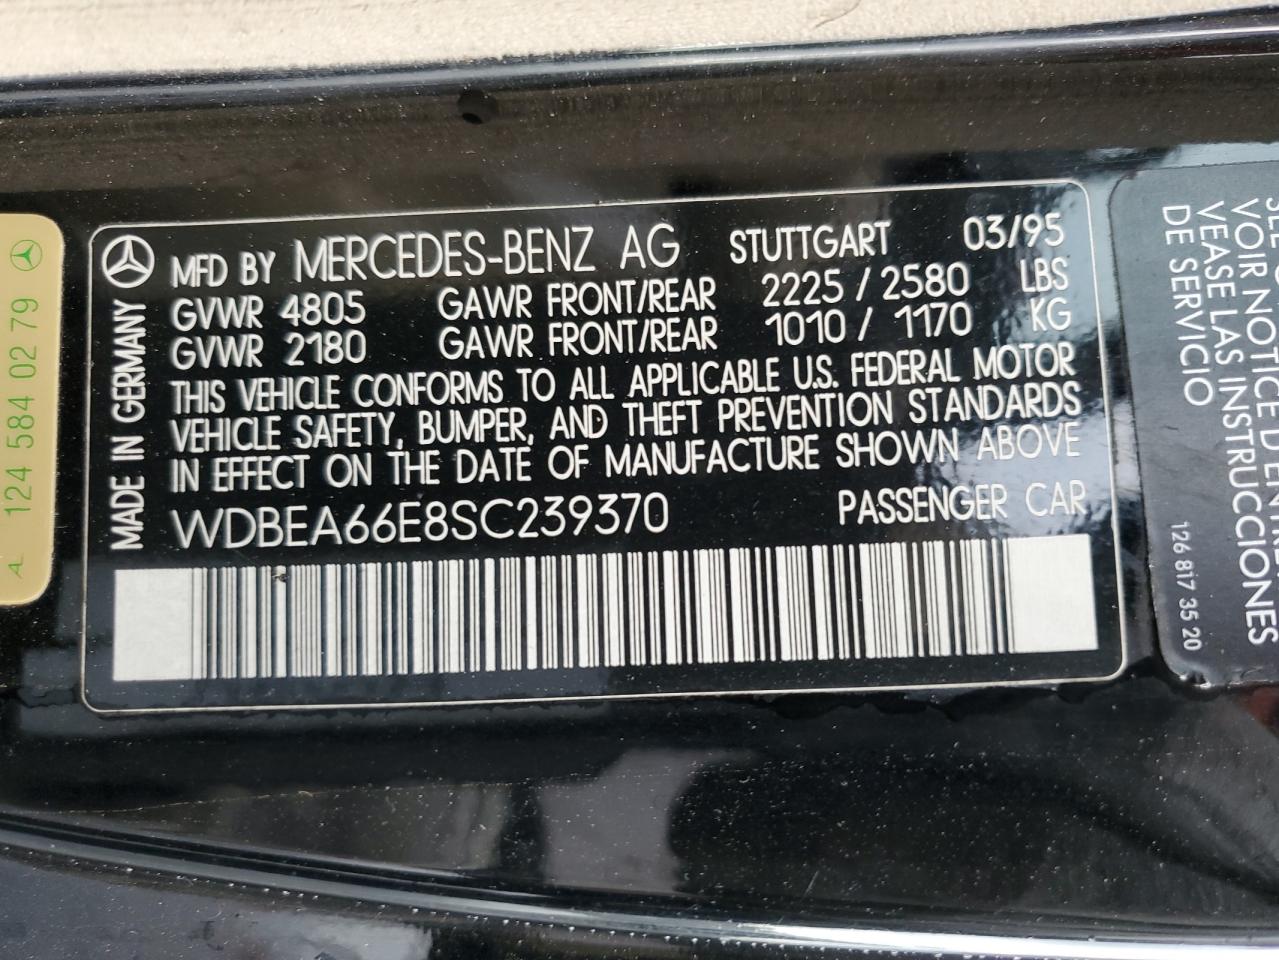 MFD BY MERCEDES-BENZ AG STUTTGART 03/95
GVWR 4805 GAWR FRONT/REAR 2225 / 2580 LBS
GVWR 2180 GAWR FRONT/REAR 1010 / 1170 KG
THIS VEHICLE CONFORMS TO ALL APPLICABLE U.S. FEDERAL MOTOR
VEHICLE SAFETY, BUMPER, AND THEFT PREVENTION STANDARDS
IN EFFECT ON THE DATE OF MANUFACTURE SHOWN ABOVE
WDBEA66E8SC239370 PASSENGER CAR
MADE IN GERMANY
A 124 584 02 79
VOIR NOTICE D'ENTRE
VEASE LAS INSTRUCCIONES
DE SERVICIO
126 817 35 20